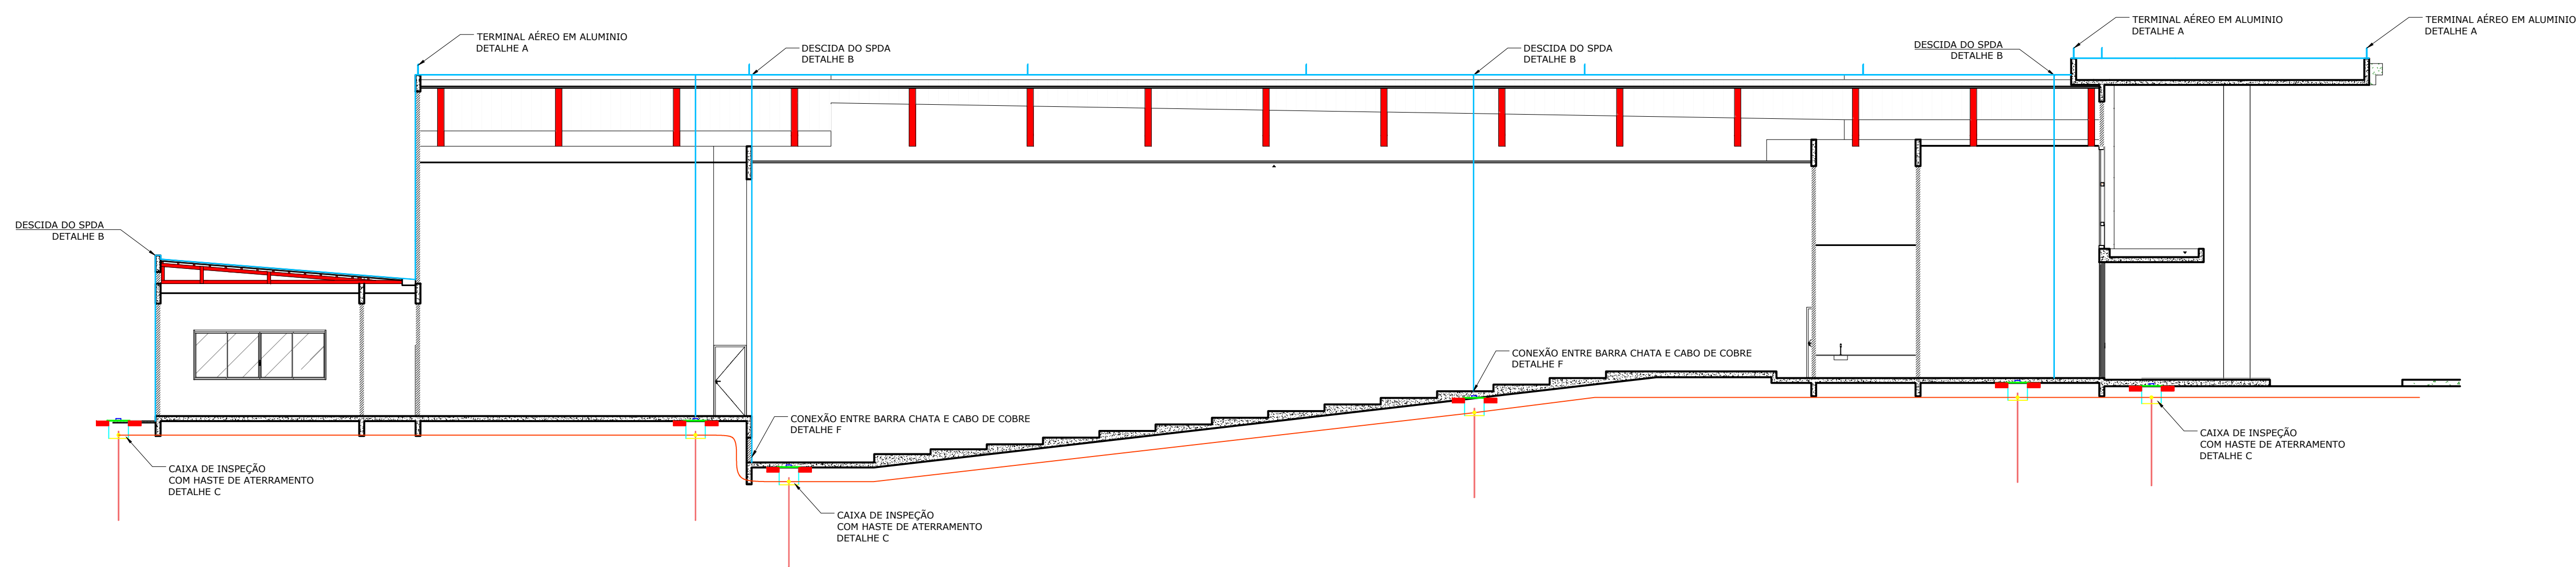 TERMINAL AÉREO EM ALUMINIO
DETALHE A
TERMINAL AÉREO EM ALUMINIO
DETALHE A
TERMINAL AÉREO EM ALUMINIO
DETALHE A
DESCIDA DO SPDA
DETALHE B
DESCIDA DO SPDA
DETALHE B
DESCIDA DO SPDA
DETALHE B
DESCIDA DO SPDA
DETALHE B
CONEXÃO ENTRE BARRA CHATA E CABO DE COBRE
DETALHE F
CONEXÃO ENTRE BARRA CHATA E CABO DE COBRE
DETALHE F
CAIXA DE INSPEÇÃO
COM HASTE DE ATERRAMENTO
DETALHE C
CAIXA DE INSPEÇÃO
COM HASTE DE ATERRAMENTO
DETALHE C
CAIXA DE INSPEÇÃO
COM HASTE DE ATERRAMENTO
DETALHE C